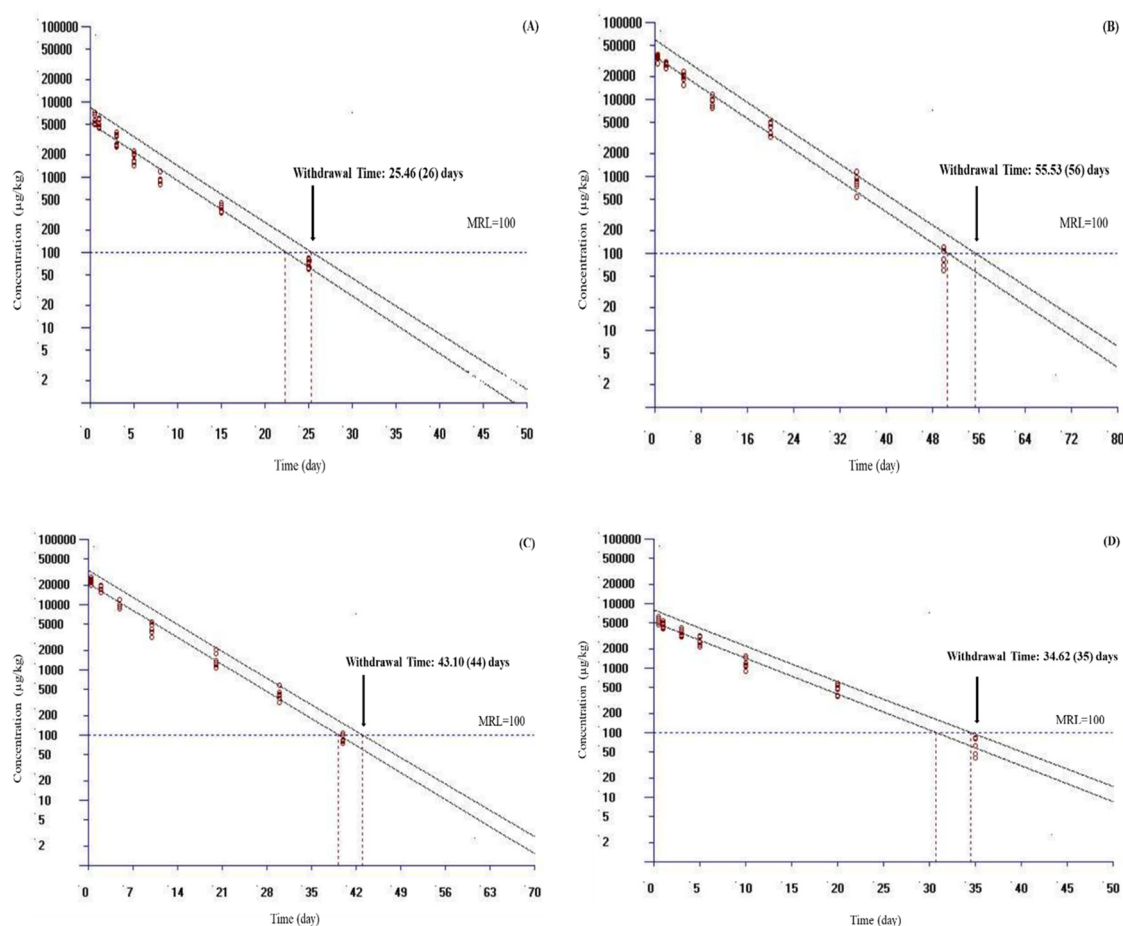 (A)
100000
50000
20000
10000
5000
2000
1000
500
200
100
50
20
10
5
2
Concentration (µg/kg)
Withdrawal Time: 25.46 (26) days
MRL=100
0 5 10 15 20 25 30 35 40 45 50
Time (day)
(B)
100000
50000
20000
10000
5000
2000
1000
500
200
100
50
20
10
5
2
Concentration (µg/kg)
Withdrawal Time: 55.53 (56) days
MRL=100
0 8 16 24 32 40 48 56 64 72 80
Time (day)
(C)
100000
50000
20000
10000
5000
2000
1000
500
200
100
50
20
10
5
2
Concentration (µg/kg)
Withdrawal Time: 43.10 (44) days
MRL=100
0 7 14 21 28 35 42 49 56 63 70
Time (day)
(D)
100000
50000
20000
10000
5000
2000
1000
500
200
100
50
20
10
5
2
Concentration (µg/kg)
Withdrawal Time: 34.62 (35) days
MRL=100
0 5 10 15 20 25 30 35 40 45 50
Time (day)